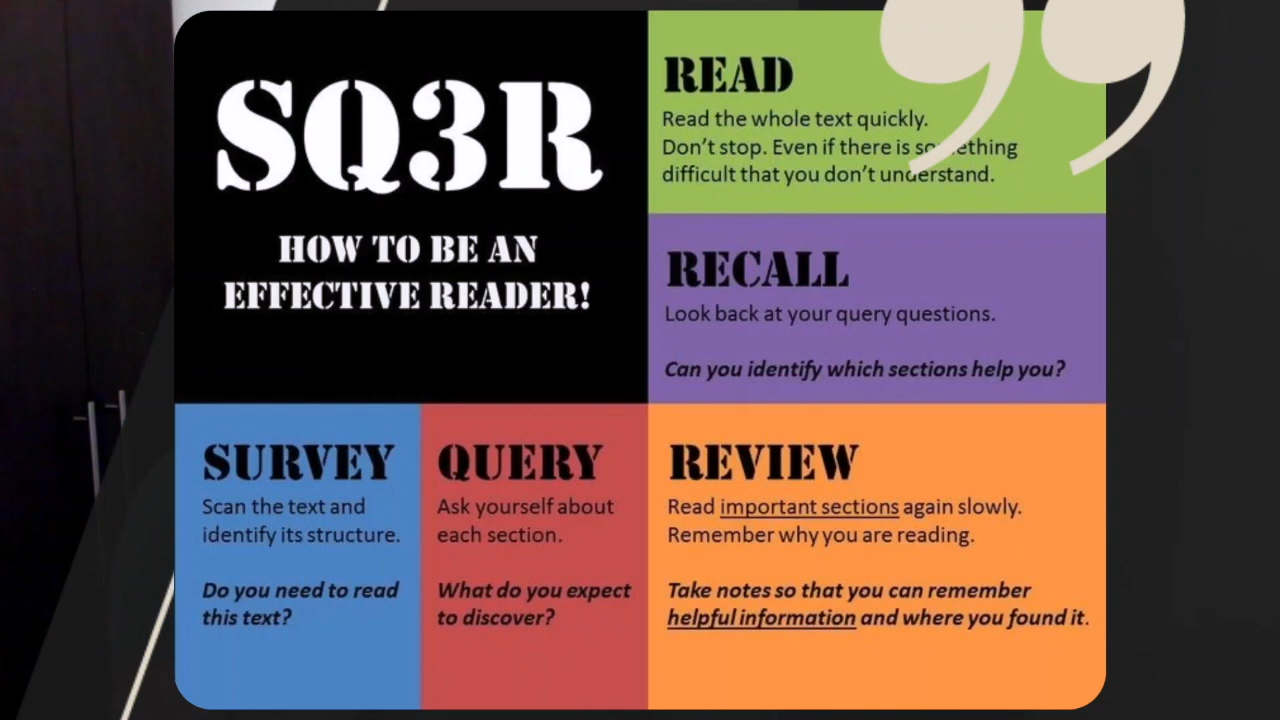 SQ3R
HOW TO BE AN
EFFECTIVE READER!
SURVEY
Scan the text and
identify its structure.
Do you need to read
this text?
QUERY
Ask yourself about
each section.
What do you expect
to discover?
READ
Read the whole text quickly.
Don't stop. Even if there is something
difficult that you don't understand.
RECALL
Look back at your query questions.
Can you identify which sections help you?
REVIEW
Read important sections again slowly.
Remember why you are reading.
Take notes so that you can remember
helpful information and where you found it.